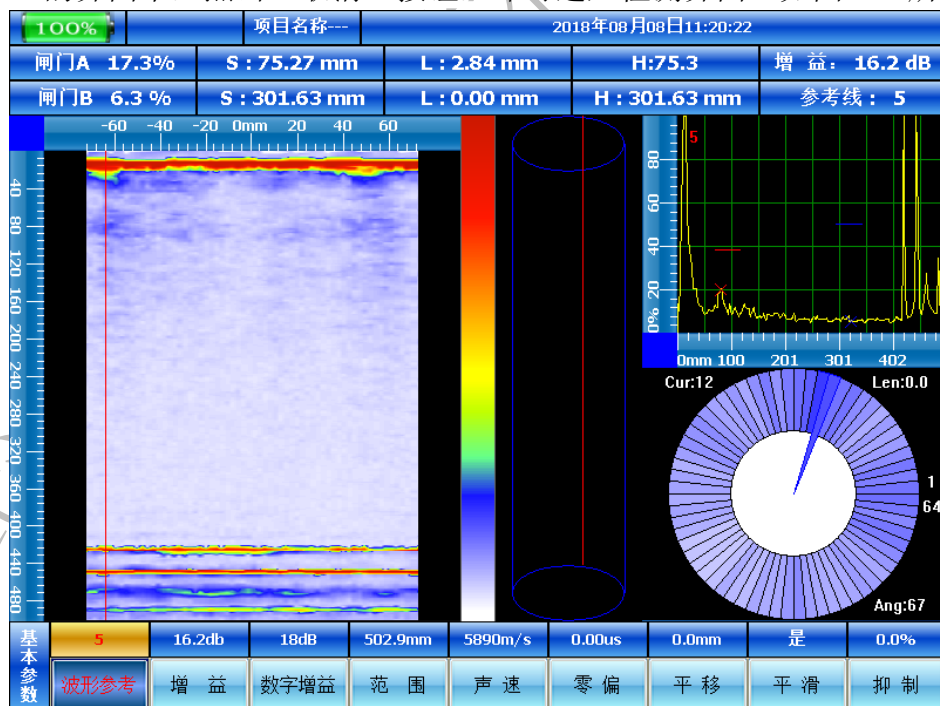 100% 项目名称--- 2018年08月08日11:20:22
闸门A 17.3% S : 75.27 mm L : 2.84 mm H:75.3 增 益: 16.2 dB
闸门B 6.3 % S : 301.63 mm L : 0.00 mm H : 301.63 mm 参考线 : 5
-60 -40 -20 0mm 20 40 60
40
80
120
160
200
240
280
320
360
400
440
480
5
80
60
40
20
0%
0mm 100 201 301 402
Cur:12 Len:0.0
1
64
Ang:67
基本参数
5 16.2db 18dB 502.9mm 5890m/s 0.00us 0.0mm 是 0.0%
波形参考 增 益 数字增益 范 围 声 速 零 偏 平 移 平 滑 抑 制